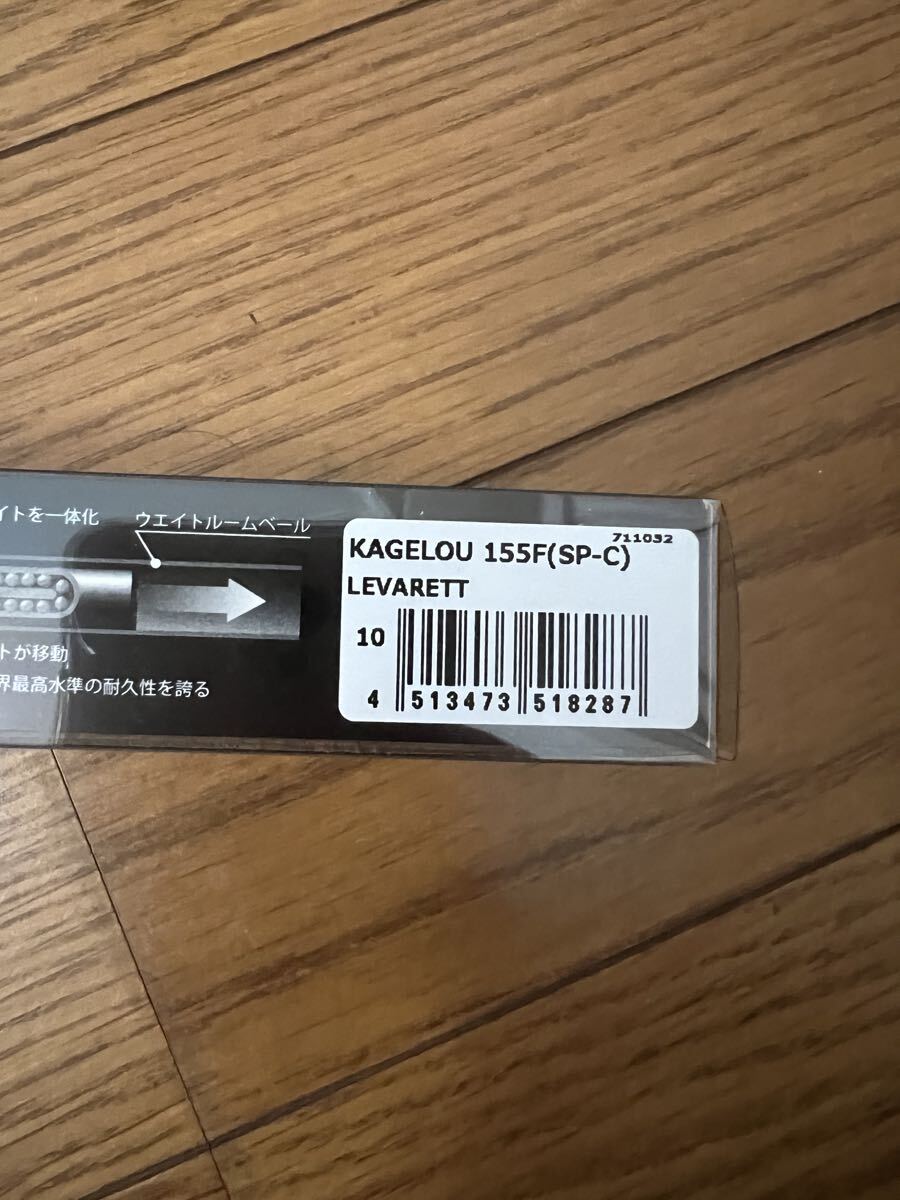 イトを一体化
ウエイトルームベール
トが移動
界最高水準の耐久性を誇る
711032
KAGELOU 155F(SP-C)
LEVARETT
10
4 513473 518287